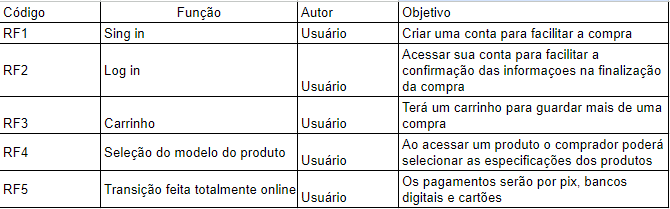 Código Função Autor Objetivo
RF1 Sing in Usuário Criar uma conta para facilitar a compra
RF2 Log in Usuário Acessar sua conta para facilitar a
confirmação das informaçoes na finalização
da compra
RF3 Carrinho Usuário Terá um carrinho para guardar mais de uma
compra
RF4 Seleção do modelo do produto Usuário Ao acessar um produto o comprador poderá
selecionar as especificações dos produtos
RF5 Transição feita totalmente online Usuário Os pagamentos serão por pix, bancos
digitais e cartões